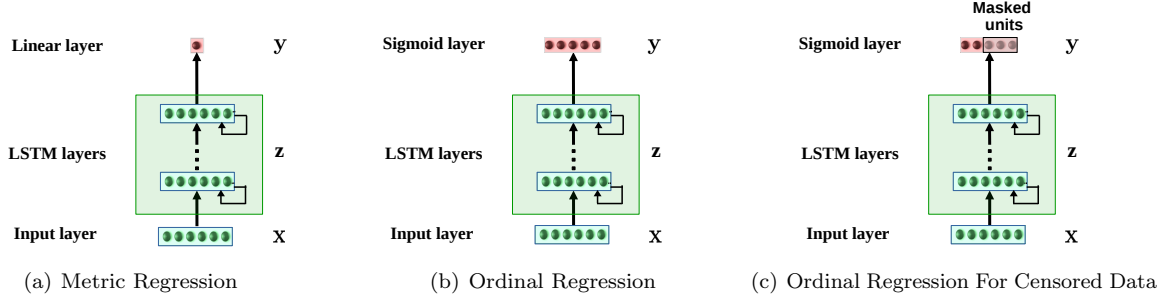 Linear layer
y
LSTM layers
z
Input layer
x
(a) Metric Regression
Sigmoid layer
y
LSTM layers
z
Input layer
x
(b) Ordinal Regression
Masked
units
Sigmoid layer
y
LSTM layers
z
Input layer
x
(c) Ordinal Regression For Censored Data